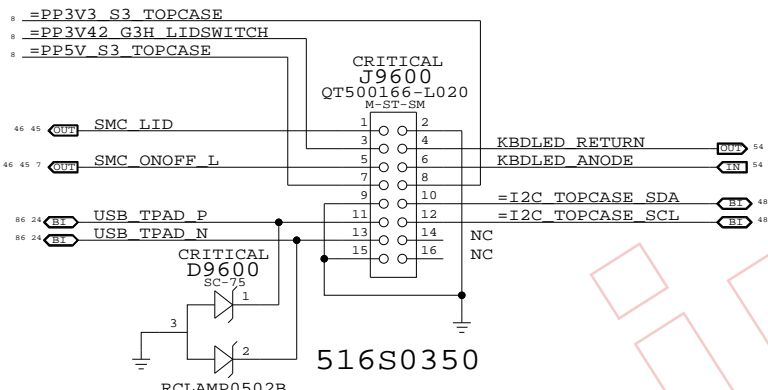 8 =PP3V3_S3_TOPCASE
8 =PP3V42_G3H_LIDSWITCH
8 =PP5V_S3_TOPCASE
CRITICAL
J9600
QT500166-L020
M-ST-SM
1 2
46 45 OUT SMC_LID
3 4 KBDLED_RETURN OUT 54
46 45 7 OUT SMC_ONOFF_L 5 6 KBDLED_ANODE IN 54
7 8
9 10 =I2C_TOPCASE_SDA BI 48
86 24 BI USB_TPAD_P 11 12 =I2C_TOPCASE_SCL BI 48
86 24 BI USB_TPAD_N 13 14 NC
15 16 NC
CRITICAL
D9600
SC-75
1
3
2
516S0350
RCLAMP0502B